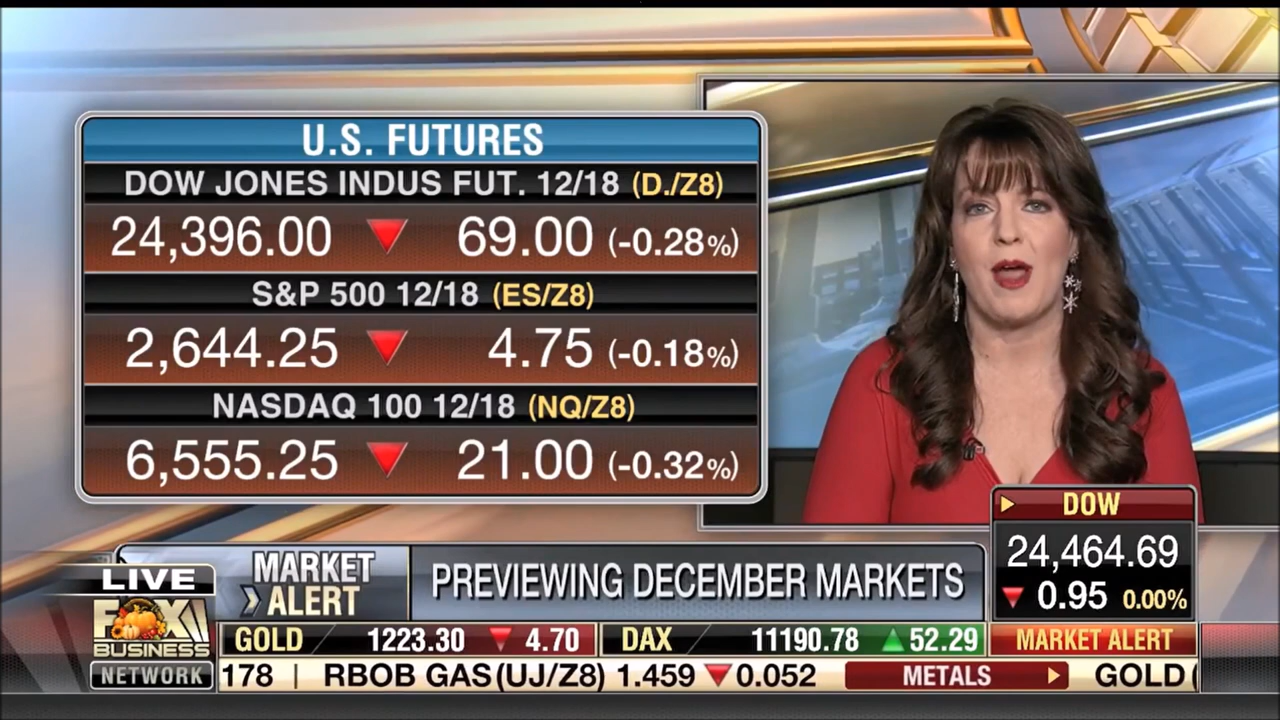 U.S. FUTURES
DOW JONES INDUS FUT. 12/18 (D./Z8)
24,396.00 ▼ 69.00 (-0.28%)
S&P 500 12/18 (ES/Z8)
2,644.25 ▼ 4.75 (-0.18%)
NASDAQ 100 12/18 (NQ/Z8)
6,555.25 ▼ 21.00 (-0.32%)
DOW
24,464.69
▼ 0.95 0.00%
MARKET ALERT
LIVE
FOX
BUSINESS
NETWORK
MARKET
ALERT
PREVIEWING DECEMBER MARKETS
GOLD 1223.30 ▼ 4.70 DAX 11190.78 ▲ 52.29
178 | RBOB GAS(UJ/Z8) 1.459 ▼ 0.052 METALS GOLD(